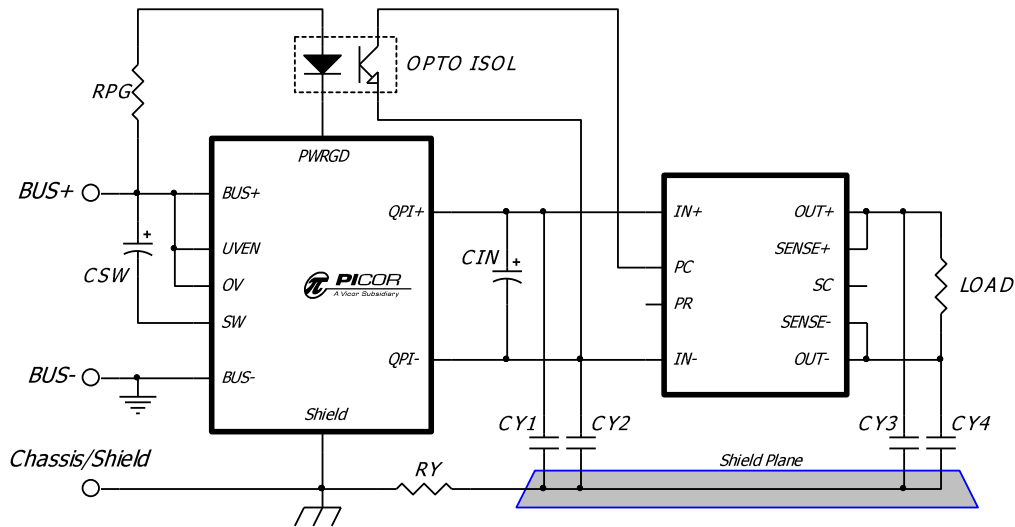 OPTO ISOL
RPG
PWRGD
BUS+
BUS+
QPI+
IN+
OUT+
UVEN
SENSE+
CIN
+
+
CSW
OV
π PICOR
A Vicor Subsidiary
PC
SC
LOAD
PR
SW
SENSE-
QPI-
IN-
OUT-
BUS-
BUS-
Shield
CY1
CY2
CY3
CY4
Chassis/Shield
RY
Shield Plane